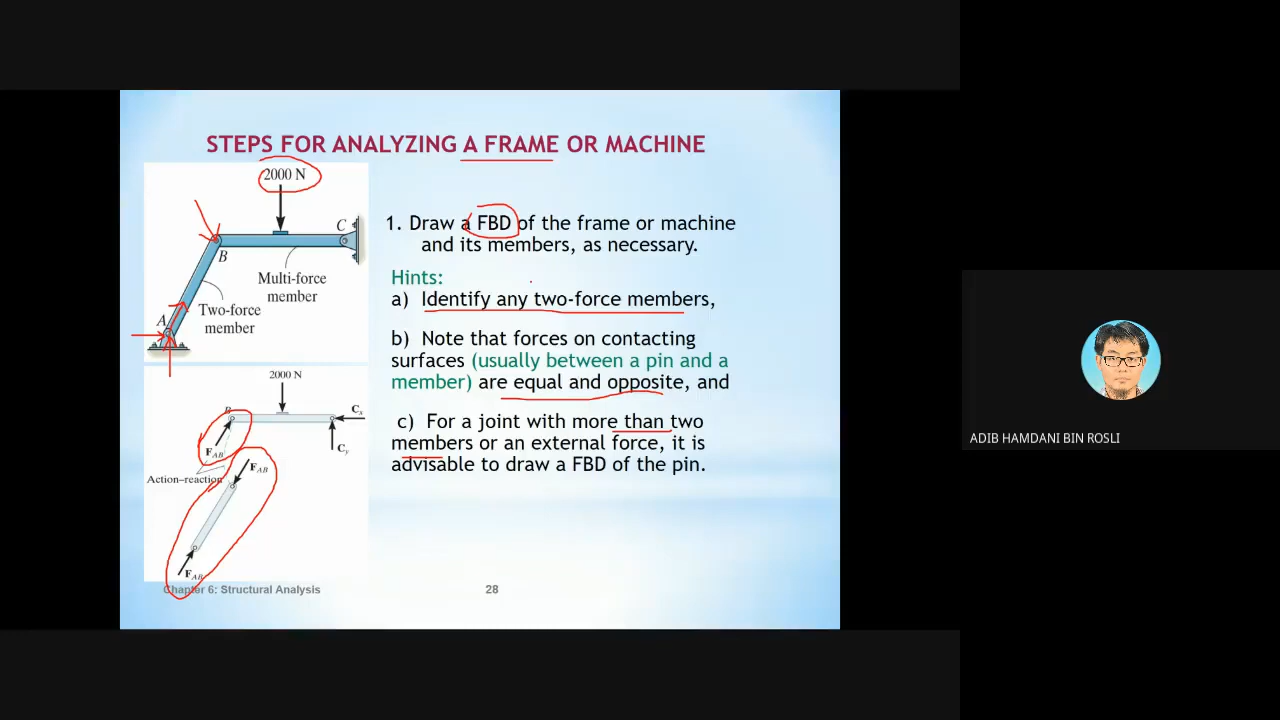 STEPS FOR ANALYZING A FRAME OR MACHINE
2000 N
C
B
Multi-force
member
Two-force
member
A
2000 N
B
Cx
FAB
Cy
FAB
Action–reaction
FAB
1. Draw a FBD of the frame or machine
and its members, as necessary.
Hints:
a) Identify any two-force members,
b) Note that forces on contacting
surfaces (usually between a pin and a
member) are equal and opposite, and
c) For a joint with more than two
members or an external force, it is
advisable to draw a FBD of the pin.
Chapter 6: Structural Analysis
28
ADIB HAMDANI BIN ROSLI